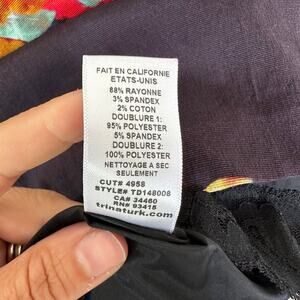 FAIT EN CALIFORNIE
ETATS-UNIS
88% RAYONNE
3% SPANDEX
2% COTON
DOUBLURE 1:
95% POLYESTER
5% SPANDEX
DOUBLURE 2:
100% POLYESTER
NETTOYAGE A SEC
SEULEMENT
CUT# 4958
STYLE# TD148008
CA# 34460
RN# 93415
trinaturk.com